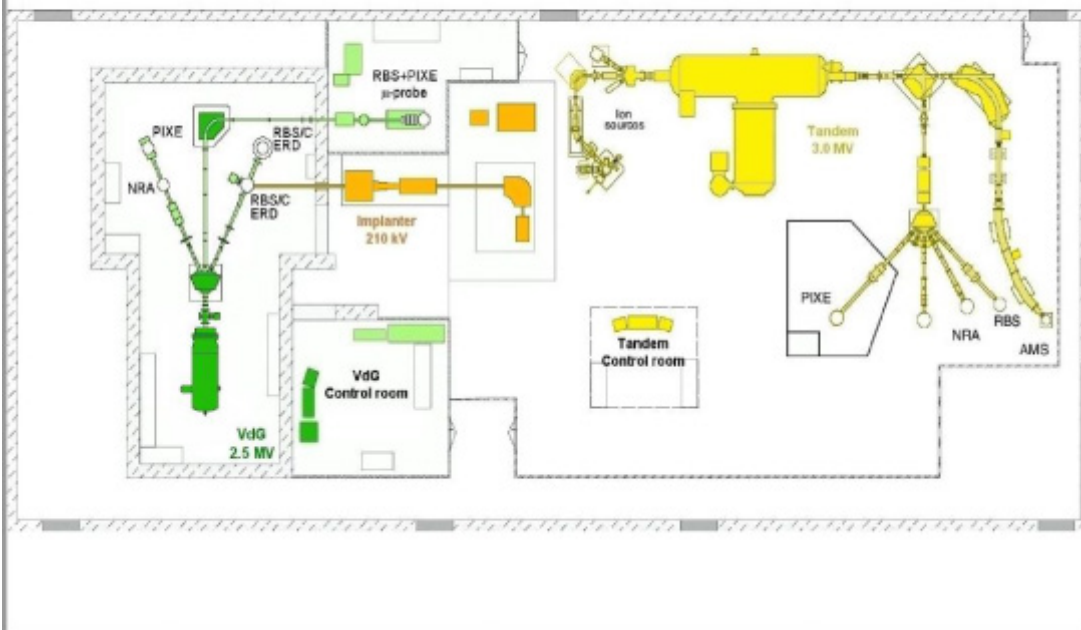 RBS+PIXE
μ-probe
PIXE
RBS/C
ERD
NRA
RBS/C
ERD
Implanter
210 kV
Ion
sources
Tandem
3.0 MV
PIXE
NRA
RBS
AMS
Tandem
Control room
VdG
Control room
VdG
2.5 MV